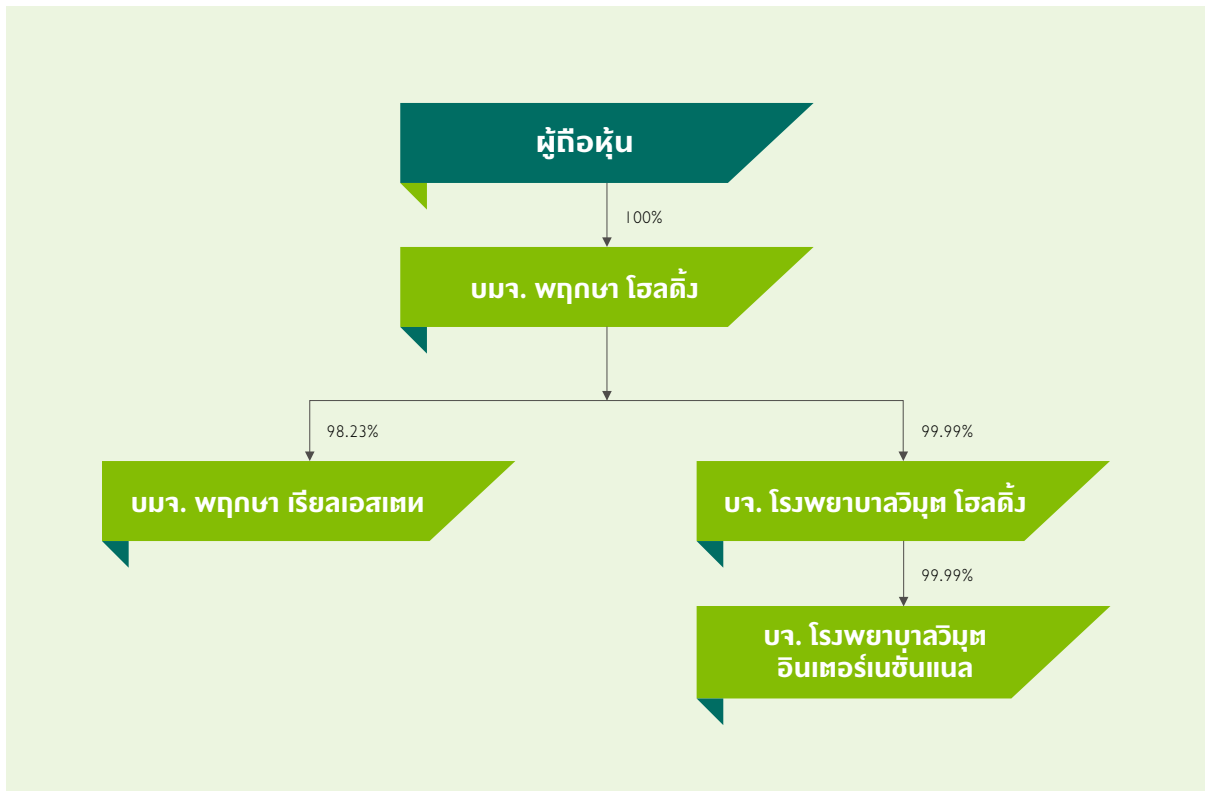 ผู้ถือหุ้น
100%
บมจ. พฤกษา โฮลดิ้ง
98.23%
99.99%
บมจ. พฤกษา เรียลเอสเตท
บจ. โรงพยาบาลวิมุต โฮลดิ้ง
99.99%
บจ. โรงพยาบาลวิมุต
อินเตอร์เนชั่นแนล